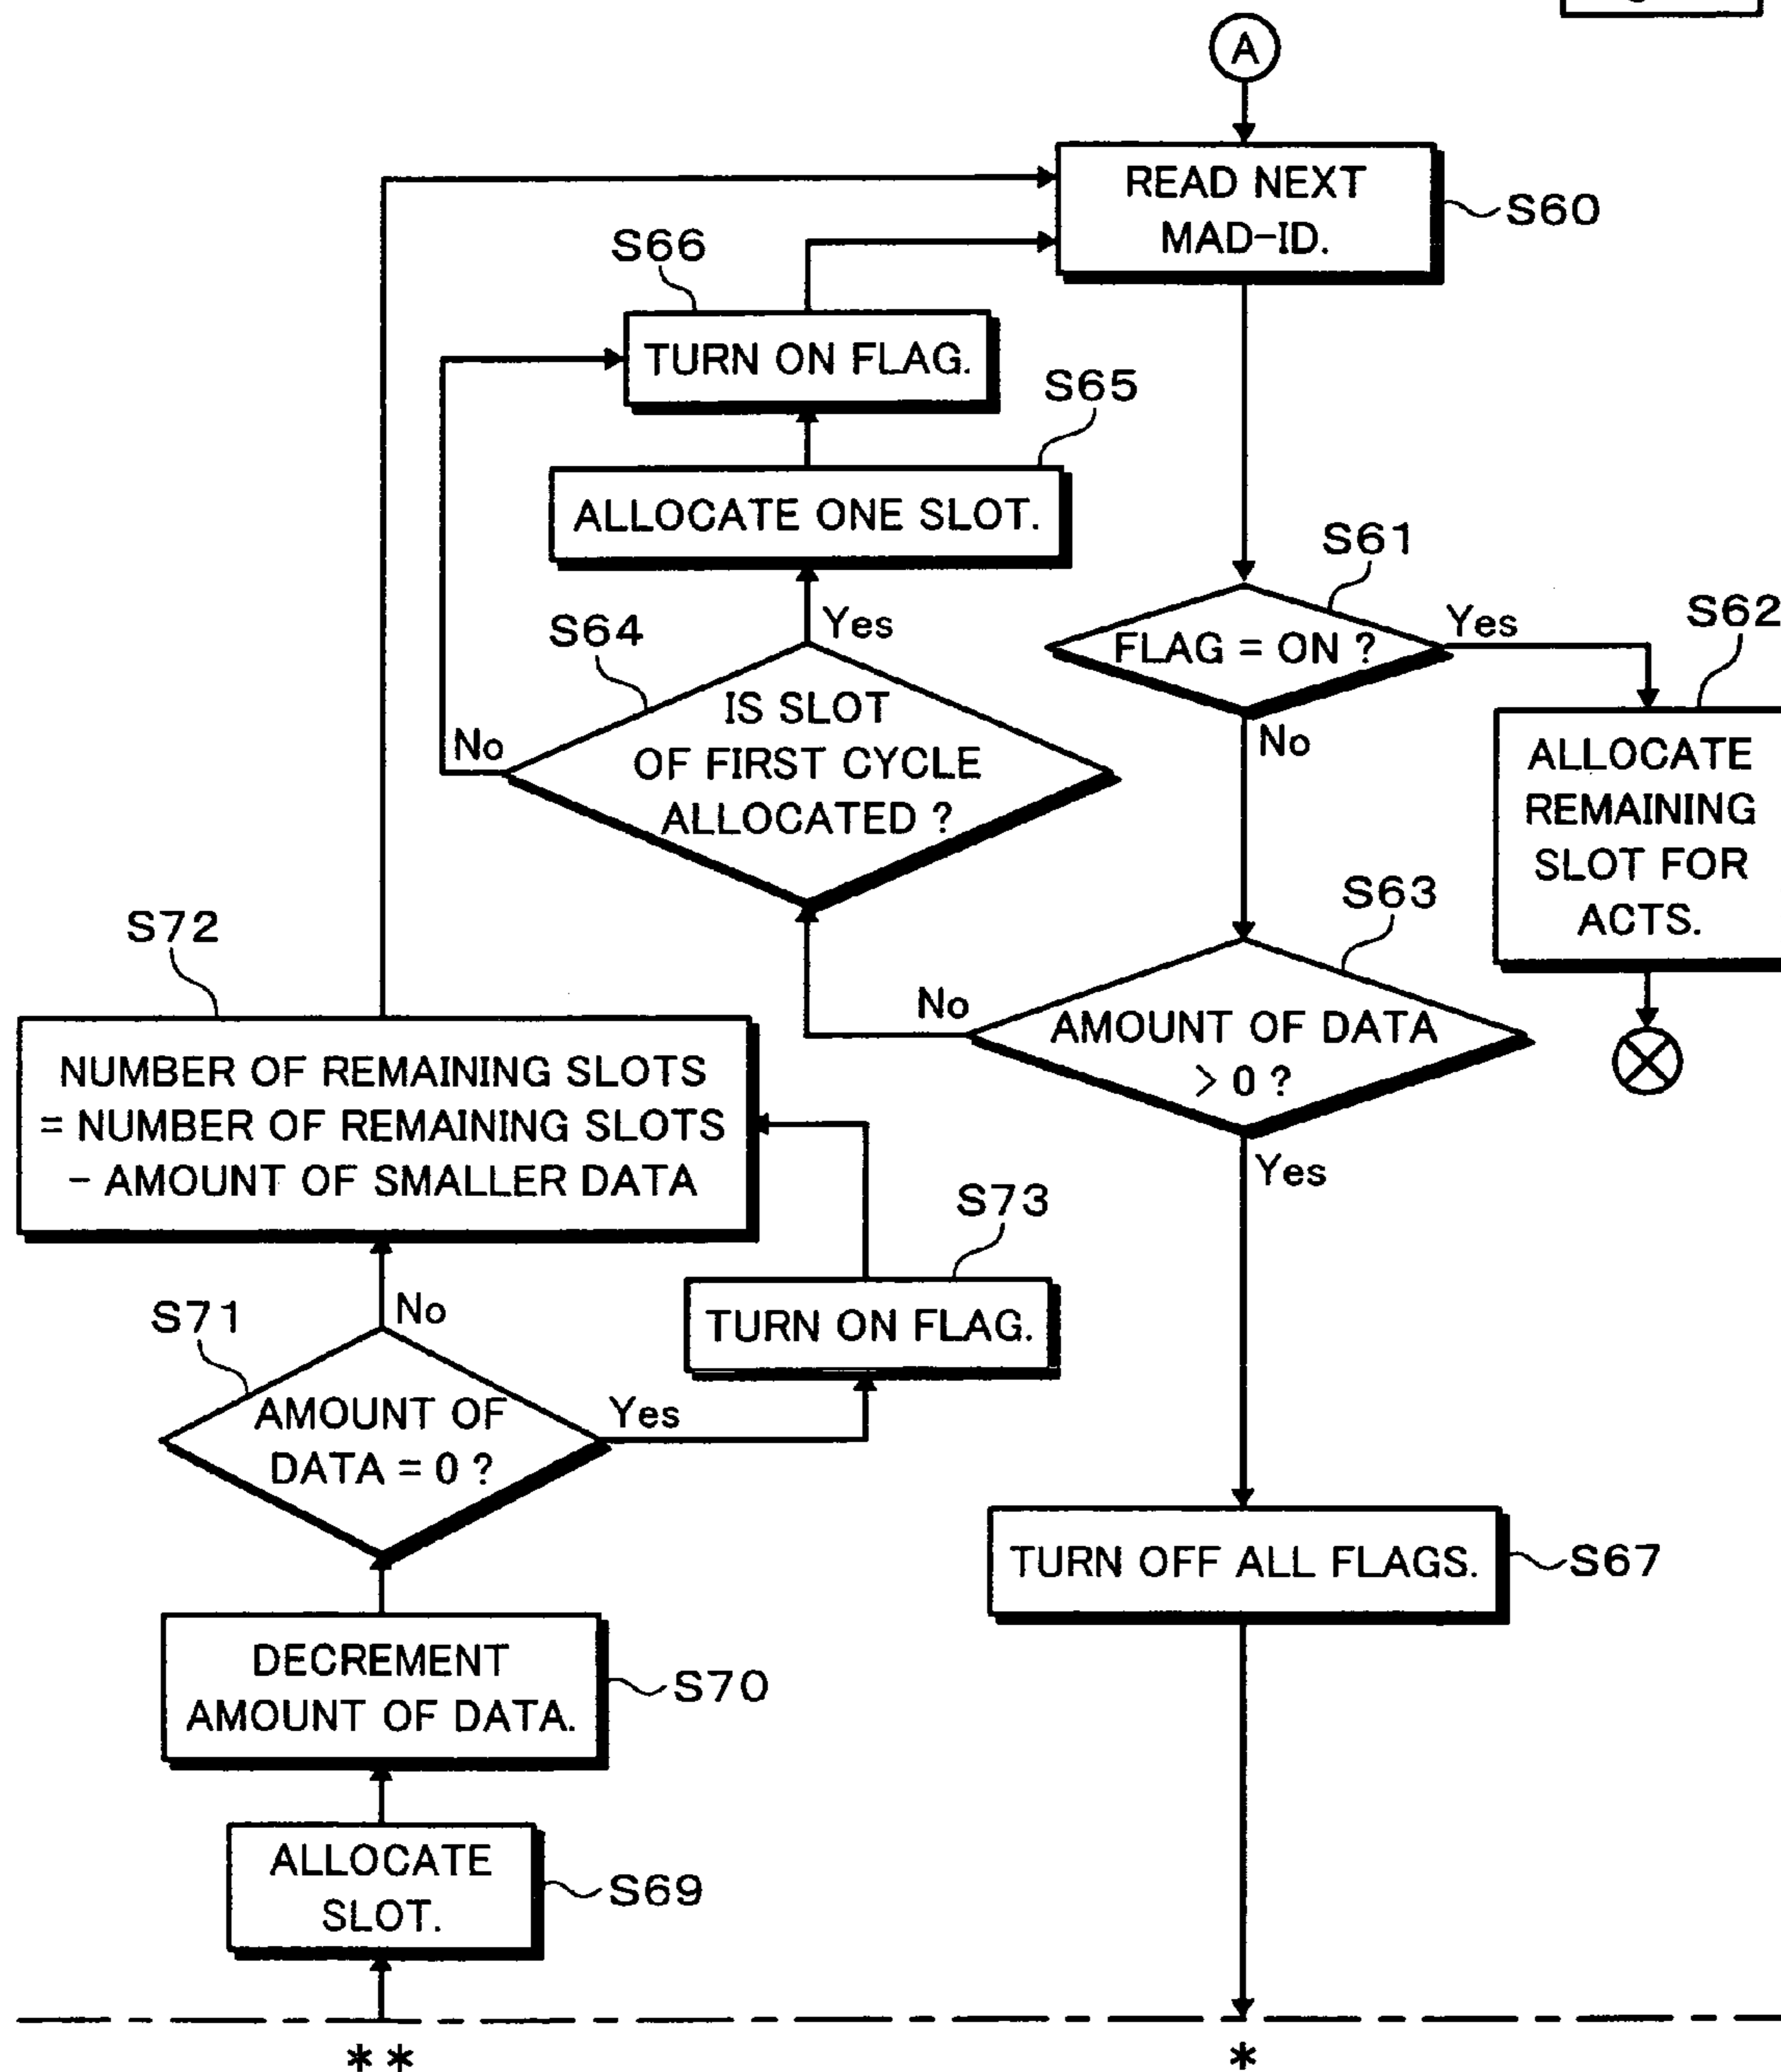 A
READ NEXT
MAD-ID.
S60
S66
TURN ON FLAG.
S65
ALLOCATE ONE SLOT.
S61
FLAG = ON ?
Yes
No
S62
ALLOCATE
REMAINING
SLOT FOR
ACTS.
S64
Yes
IS SLOT
OF FIRST CYCLE
ALLOCATED ?
No
S63
AMOUNT OF DATA
> 0 ?
No
Yes
S72
NUMBER OF REMAINING SLOTS
= NUMBER OF REMAINING SLOTS
- AMOUNT OF SMALLER DATA
S73
TURN ON FLAG.
S71
No
AMOUNT OF
DATA = 0 ?
Yes
TURN OFF ALL FLAGS.
S67
DECREMENT
AMOUNT OF DATA.
S70
ALLOCATE
SLOT.
S69
**
*